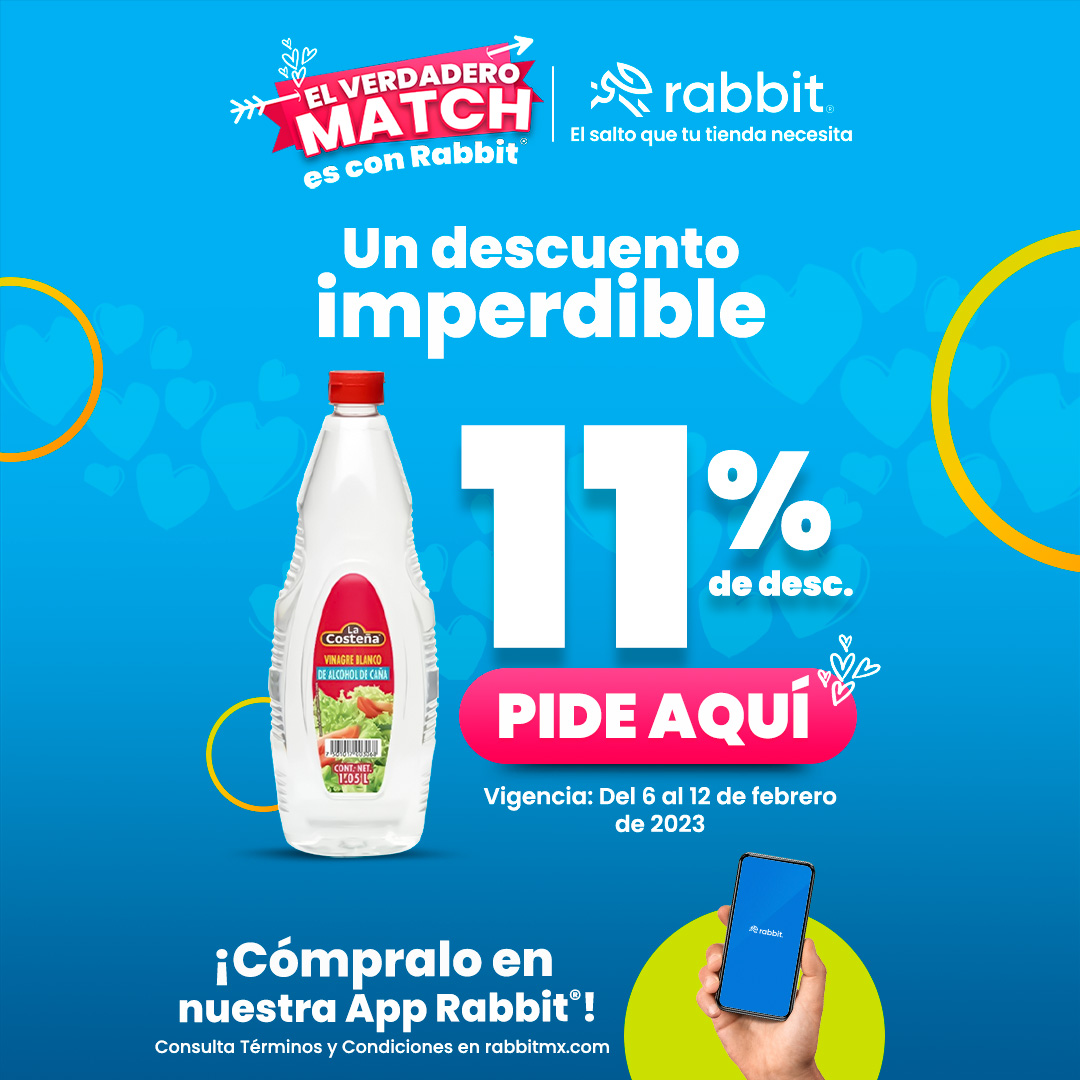 EL VERDADERO
MATCH
es con Rabbit®
rabbit®
El salto que tu tienda necesita
Un descuento
imperdible
11%
de desc.
La
Costeña
VINAGRE BLANCO
DE ALCOHOL DE CAÑA
CONT. NET.
1.05 L
PIDE AQUÍ
Vigencia: Del 6 al 12 de febrero
de 2023
rabbit.
¡Cómpralo en
nuestra App Rabbit®!
Consulta Términos y Condiciones en rabbitmx.com